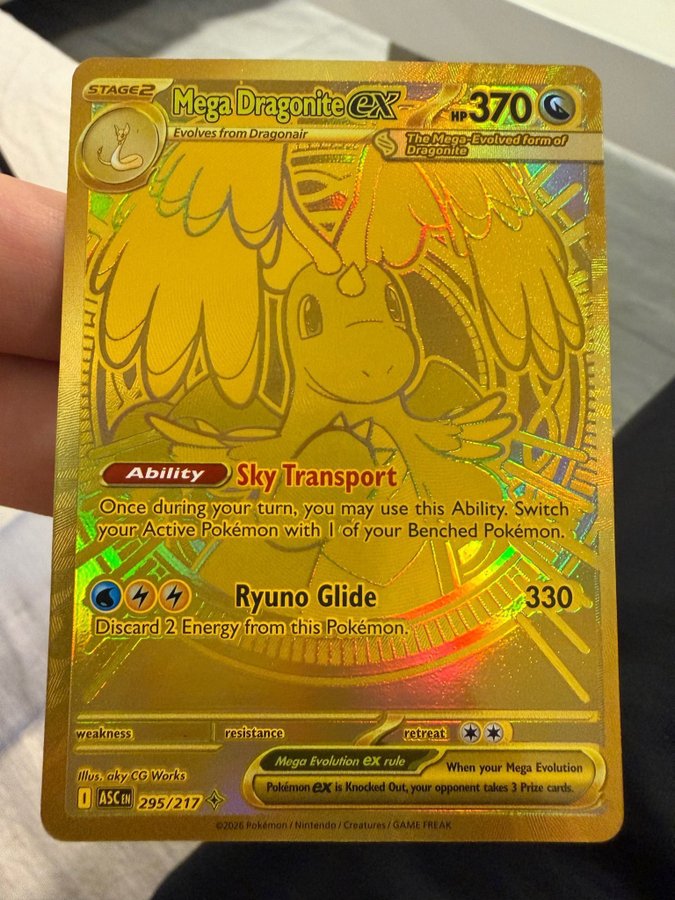 STAGE2 Mega Dragonite ex HP 370
Evolves from Dragonair
The Mega-Evolved form of
Dragonite
Ability Sky Transport
Once during your turn, you may use this Ability. Switch
your Active Pokémon with 1 of your Benched Pokémon.
Ryuno Glide 330
Discard 2 Energy from this Pokémon.
weakness resistance retreat
Mega Evolution ex rule When your Mega Evolution
Pokémon ex is Knocked Out, your opponent takes 3 Prize cards.
Illus. aky CG Works
I ASC EN 295/217
©2026 Pokémon / Nintendo / Creatures / GAME FREAK